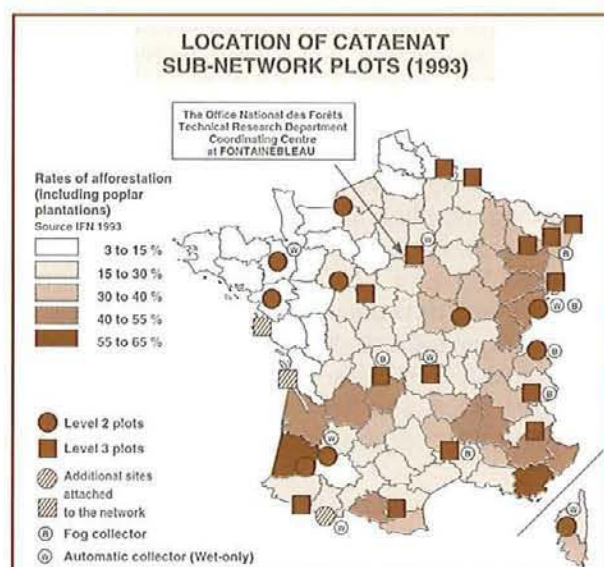 LOCATION OF CATAENAT
SUB-NETWORK PLOTS (1993)
The Office National des Forêts
Technical Research Department
Coordinating Centre
at FONTAINEBLEAU
Rates of afforestation
(including poplar
plantations)
Source IFN 1993
3 to 15 %
15 to 30 %
30 to 40 %
40 to 55 %
55 to 65 %
Level 2 plots
Level 3 plots
Additional sites
attached
to the network
B Fog collector
W Automatic collector (Wet-only)
W
W
B
W B
B
B
W
B
W
B
W
W